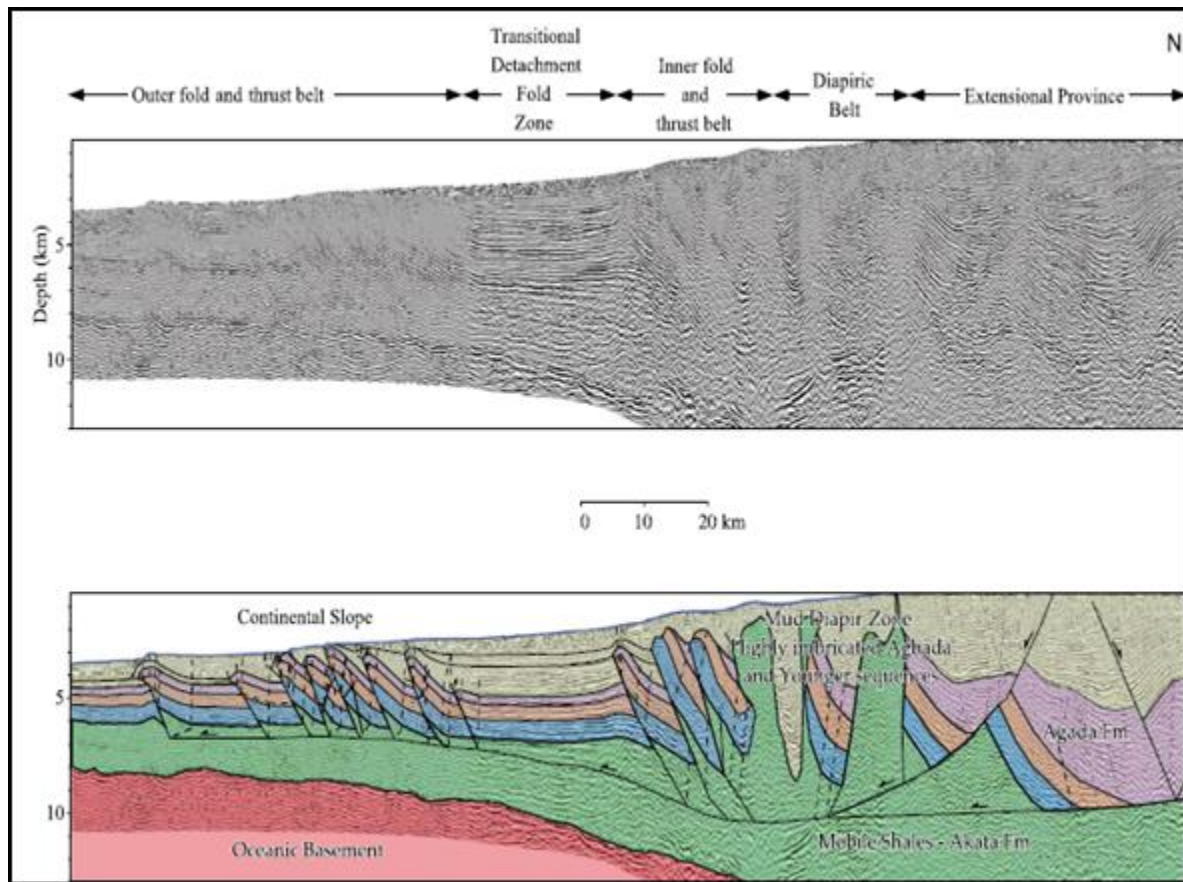 N
Transitional
Detachment
Fold
Zone
Inner fold
and
thrust belt
Diapiric
Belt
Outer fold and thrust belt
Extensional Province
Depth (km)
5
10
0 10 20 km
Continental Slope
Mud Diapir Zone
Highly imbricated Agbada
and Younger sequences
5
Agada Fm
10
Oceanic Basement
Mobile Shales - Akata Fm